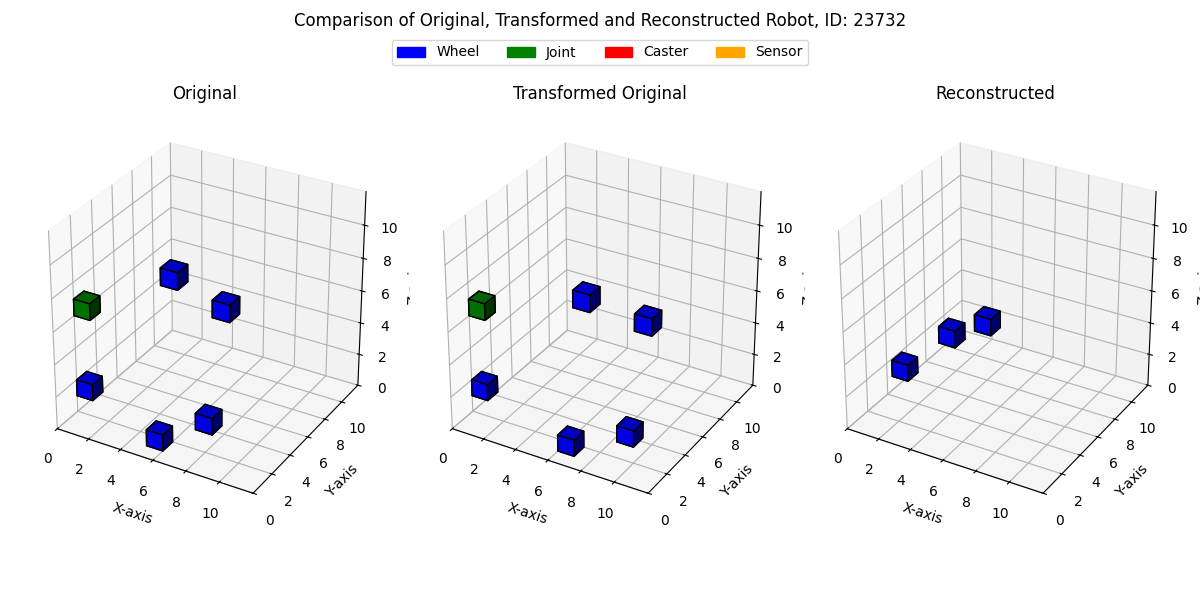 Comparison of Original, Transformed and Reconstructed Robot, ID: 23732
Wheel Joint Caster Sensor
Original Transformed Original Reconstructed
10 10 10
8 8 8
6 6 6
4 4 4
2 2 2
0 0 0
10 10 10
8 8 8
6 6 6
4 4 4
2 2 2
0 0 0
0 2 4 6 8 10 0 2 4 6 8 10 0 2 4 6 8 10
X-axis Y-axis X-axis Y-axis X-axis Y-axis